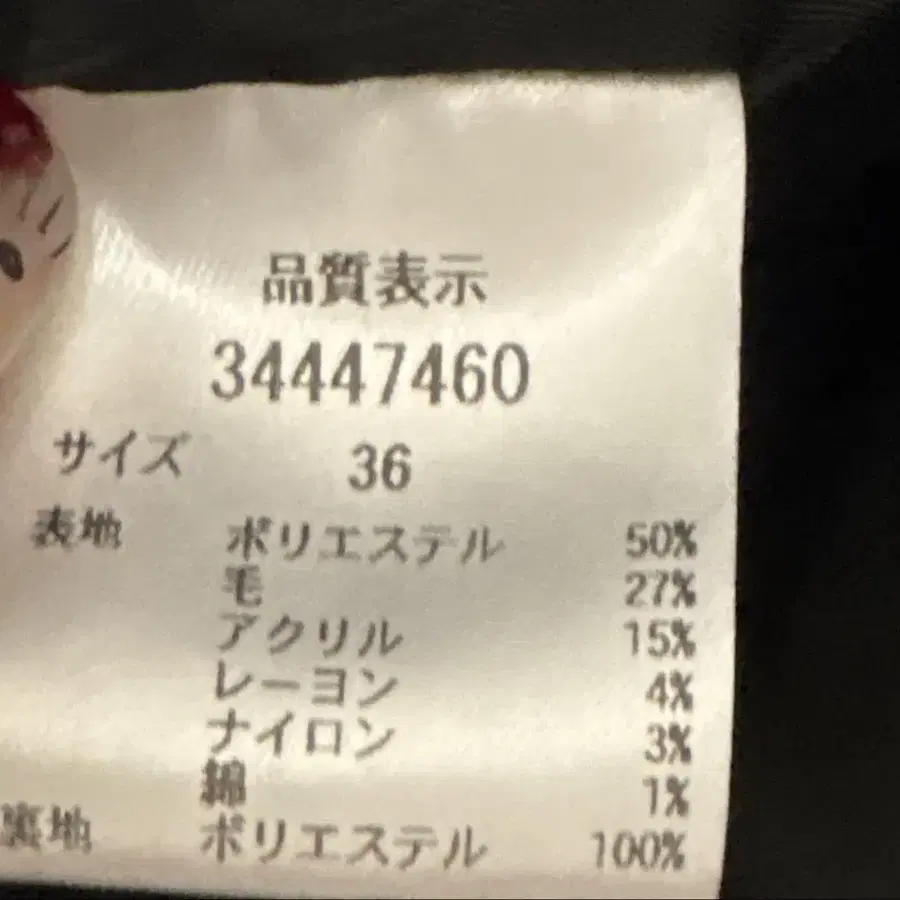 品質表示
34447460
サイズ 36
表地 ポリエステル 50%
毛 27%
アクリル 15%
レーヨン 4%
ナイロン 3%
綿 1%
裏地 ポリエステル 100%